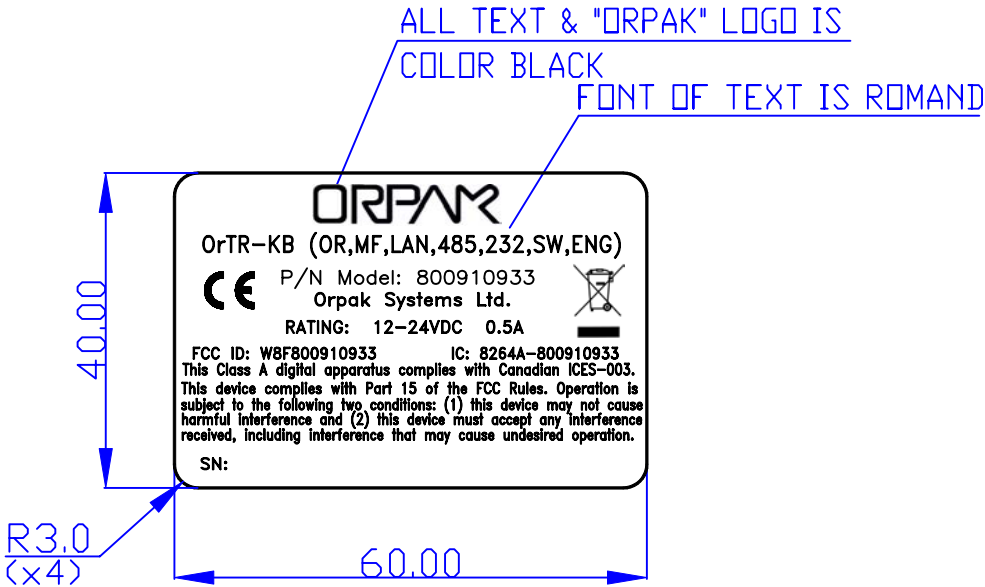 ALL TEXT & "ORPAK" LOGO IS
COLOR BLACK
FONT OF TEXT IS ROMAND
ORPAK
OrTR-KB (OR,MF,LAN,485,232,SW,ENG)
CE
P/N Model: 800910933
Orpak Systems Ltd.
RATING: 12-24VDC 0.5A
FCC ID: W8F800910933 IC: 8264A-800910933
This Class A digital apparatus complies with Canadian ICES-003.
This device complies with Part 15 of the FCC Rules. Operation is
subject to the following two conditions: (1) this device may not cause
harmful interference and (2) this device must accept any interference
received, including interference that may cause undesired operation.
SN:
40.00
R3.0
(x4)
60.00